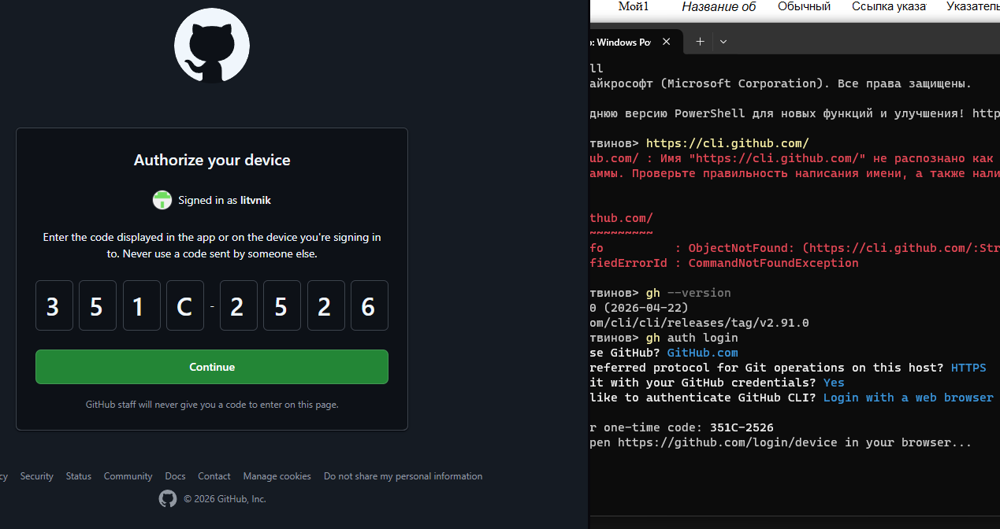 Authorize your device
Signed in as litvnik
Enter the code displayed in the app or on the device you're signing in
to. Never use a code sent by someone else.
3 5 1 C - 2 5 2 6
Continue
GitHub staff will never give you a code to enter on this page.
cy Security Status Community Docs Contact Manage cookies Do not share my personal information
© 2026 GitHub, Inc.
Мой1 Название об Обычный Ссылка указа Указатель
: Windows Po
ll
айкрософт (Microsoft Corporation). Все права защищены.
днюю версию PowerShell для новых функций и улучшения! http
твинов> https://cli.github.com/
ub.com/ : Имя "https://cli.github.com/" не распознано как
аммы. Проверьте правильность написания имени, а также нали
thub.com/
~~~~~~~~~
fo : ObjectNotFound: (https://cli.github.com/:Str
fiedErrorId : CommandNotFoundException
твинов> gh --version
0 (2026-04-22)
om/cli/cli/releases/tag/v2.91.0
твинов> gh auth login
se GitHub? GitHub.com
referred protocol for Git operations on this host? HTTPS
it with your GitHub credentials? Yes
like to authenticate GitHub CLI? Login with a web browser
r one-time code: 351C-2526
pen https://github.com/login/device in your browser...